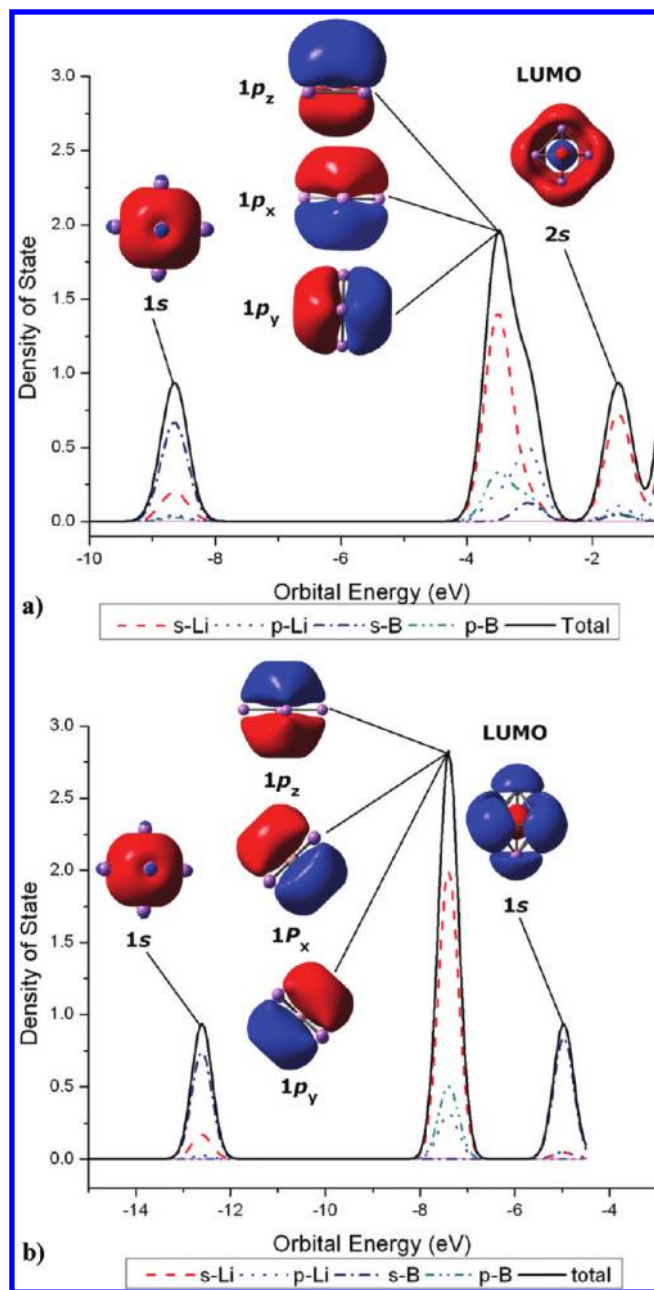 3.0
2.5
2.0
1.5
1.0
0.5
0.0
Density of State
1pz
1px
1py
1s
LUMO
2s
-10
-8
-6
-4
-2
Orbital Energy (eV)
a)
s-Li p-Li s-B p-B Total
3.0
2.5
2.0
1.5
1.0
0.5
0.0
Density of State
1pz
1Px
1py
1s
LUMO
1s
-14
-12
-10
-8
-6
-4
Orbital Energy (eV)
b)
s-Li p-Li s-B p-B total